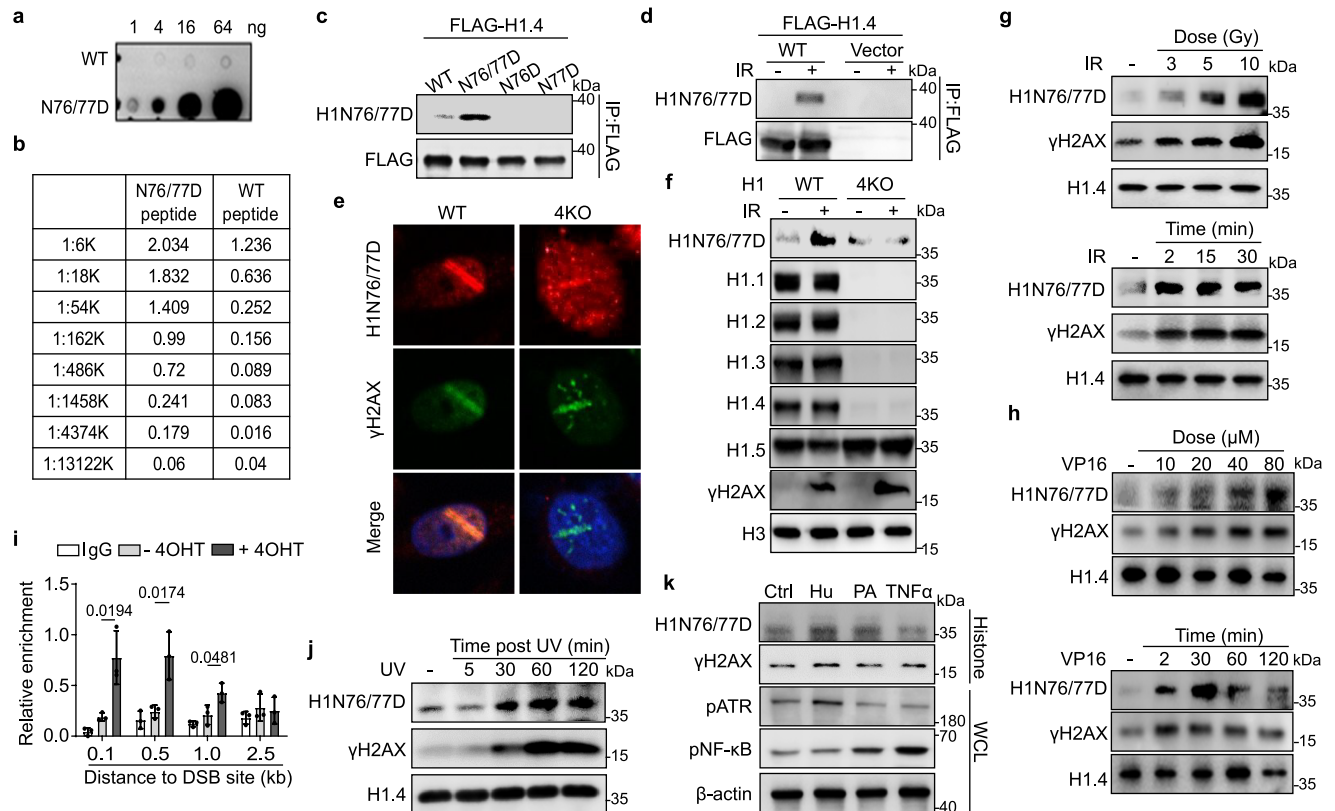 a
1 4 16 64 ng
WT
N76/77D
b
N76/77D peptide WT peptide
1:6K 2.034 1.236
1:18K 1.832 0.636
1:54K 1.409 0.252
1:162K 0.99 0.156
1:486K 0.72 0.089
1:1458K 0.241 0.083
1:4374K 0.179 0.016
1:13122K 0.06 0.04
c
FLAG-H1.4
WT N76/77D N76D N77D kDa
H1N76/77D 40
FLAG 40
IP:FLAG
d
FLAG-H1.4
WT Vector
IR - + - + kDa
H1N76/77D 40
FLAG 40
IP:FLAG
e
WT 4KO
H1N76/77D
γH2AX
Merge
f
H1 WT 4KO
IR - + - + kDa
H1N76/77D 35
H1.1
H1.2
H1.3 35
H1.4 35
H1.5 35
γH2AX 15
H3 15
g
Dose (Gy)
IR - 3 5 10 kDa
H1N76/77D 35
γH2AX 15
H1.4 35
Time (min)
IR - 2 15 30
H1N76/77D 35
γH2AX 15
H1.4 35
h
Dose (μM)
VP16 - 10 20 40 80 kDa
H1N76/77D 35
γH2AX 15
H1.4 35
Time (min)
VP16 - 2 30 60 120 kDa
H1N76/77D 35
γH2AX 15
H1.4 35
i
IgG - 4OHT + 4OHT
Relative enrichment
1.5
1.0
0.5
0.0
0.0194
0.0174
0.0481
0.1 0.5 1.0 2.5
Distance to DSB site (kb)
j
Time post UV (min)
UV - 5 30 60 120 kDa
H1N76/77D 35
γH2AX 15
H1.4 35
k
Ctrl Hu PA TNFα kDa
H1N76/77D 35
γH2AX 15
pATR 180
pNF-κB 70
β-actin 40
Histone
WCL